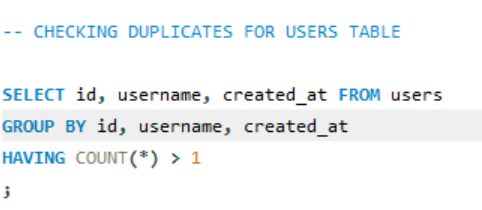 -- CHECKING DUPLICATES FOR USERS TABLE
SELECT id, username, created_at FROM users
GROUP BY id, username, created_at
HAVING COUNT(*) > 1
;